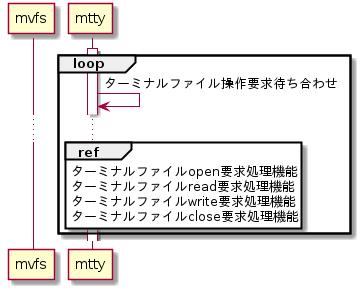 mvfs mtty
loop
ターミナルファイル操作要求待ち合わせ
ref
ターミナルファイルopen要求処理機能
ターミナルファイルread要求処理機能
ターミナルファイルwrite要求処理機能
ターミナルファイルclose要求処理機能
mvfs mtty